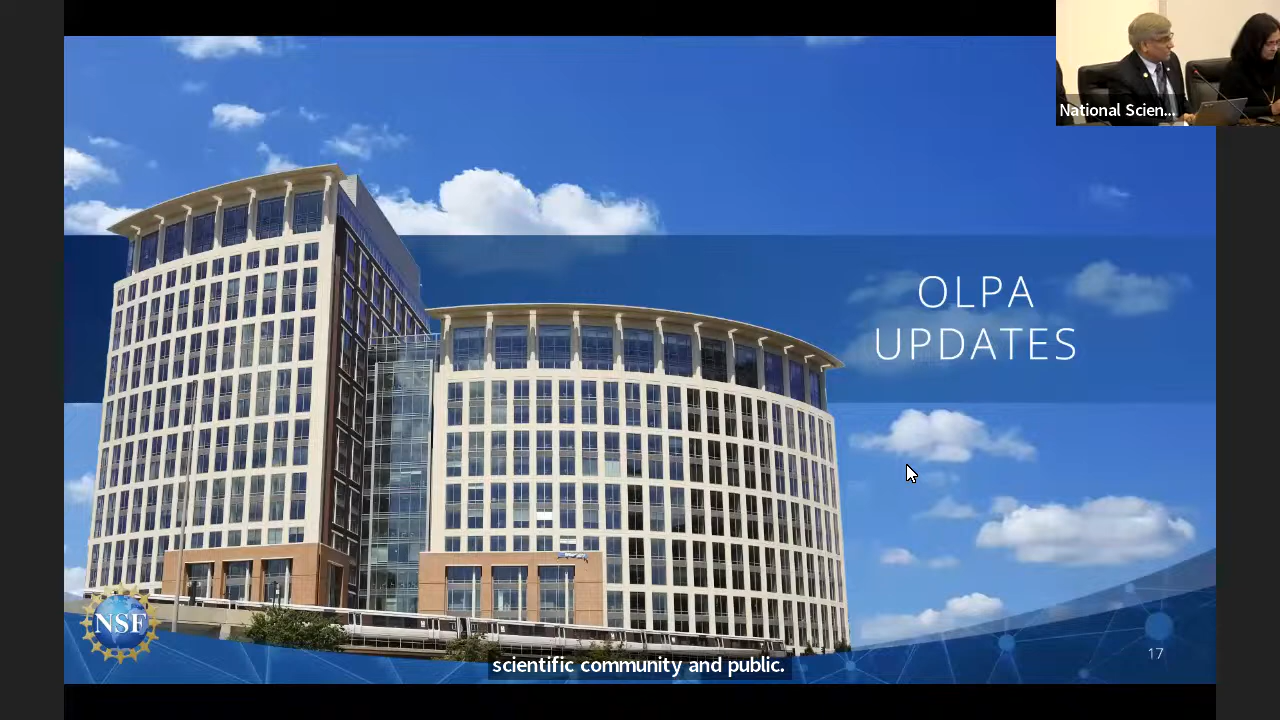 National Scien...
OLPA
UPDATES
NSF
17
scientific community and public.